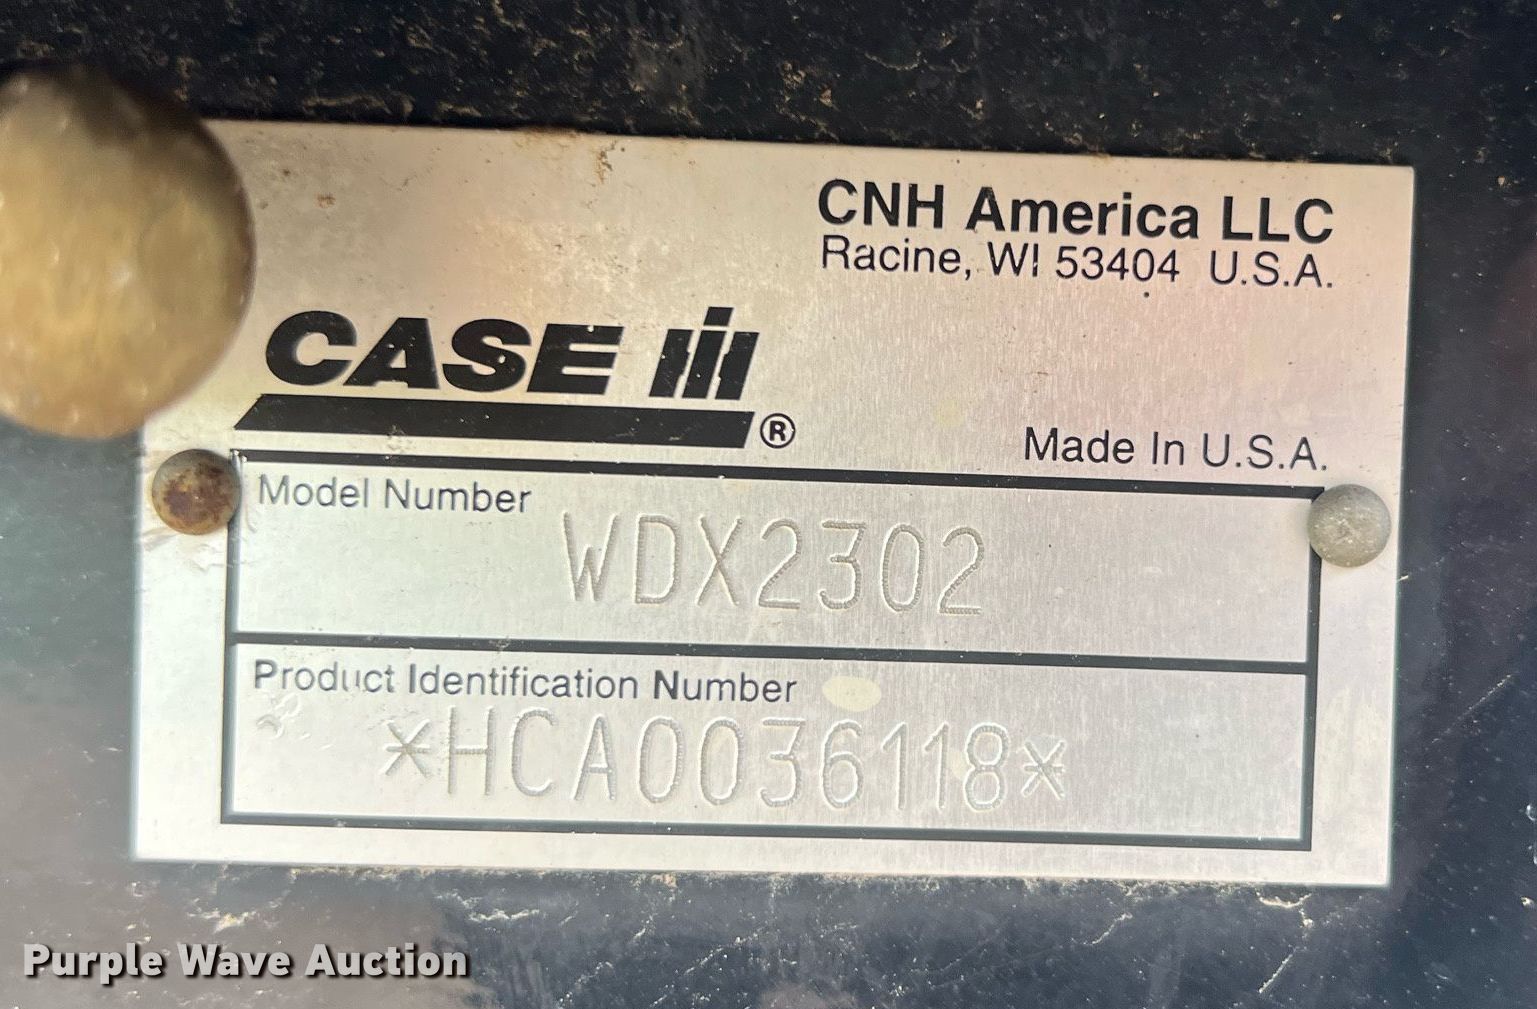 CNH America LLC
Racine, WI 53404 U.S.A.
CASE IH
®
Made In U.S.A.
Model Number
WDX2302
Product Identification Number
*HCA0036118*
Purple Wave Auction